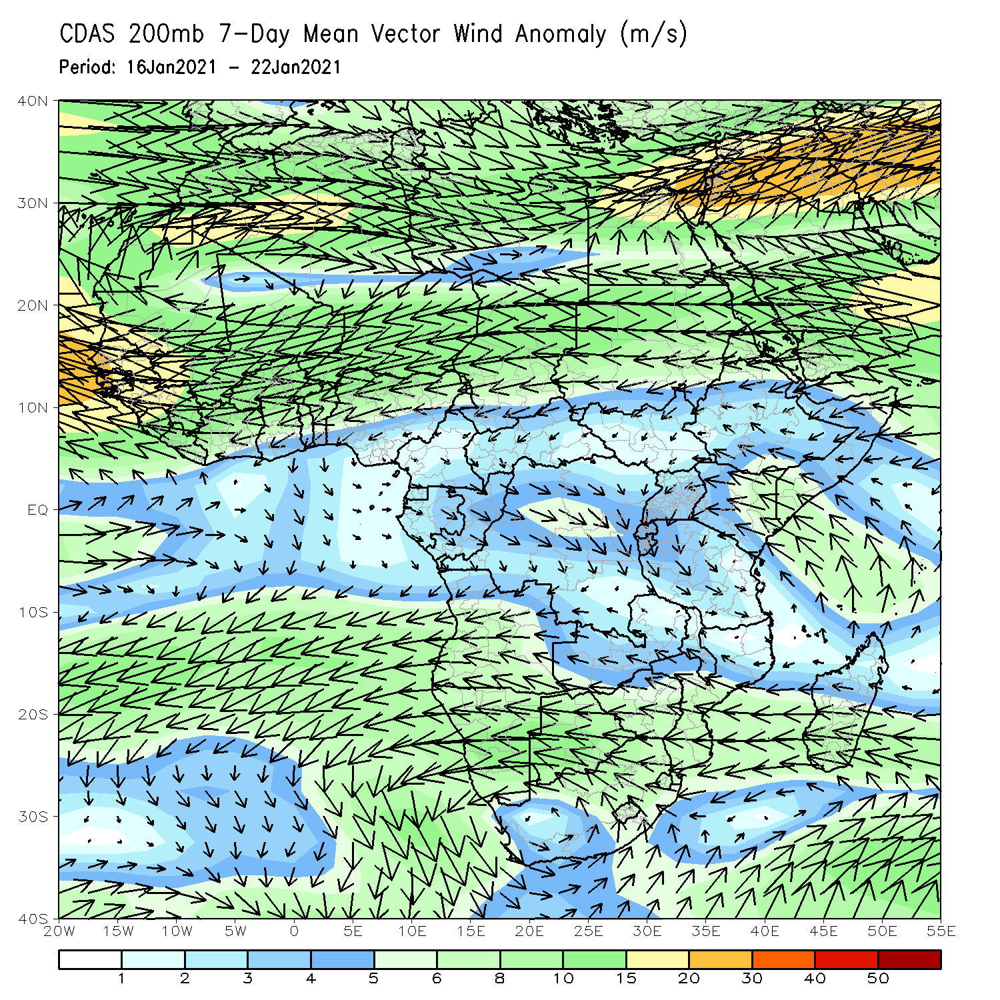 CDAS 200mb 7-Day Mean Vector Wind Anomaly (m/s)
Period: 16Jan2021 - 22Jan2021
40N
30N
20N
10N
EQ
10S
20S
30S
40S
20W 15W 10W 5W 0 5E 10E 15E 20E 25E 30E 35E 40E 45E 50E 55E
1 2 3 4 5 6 8 10 15 20 30 40 50